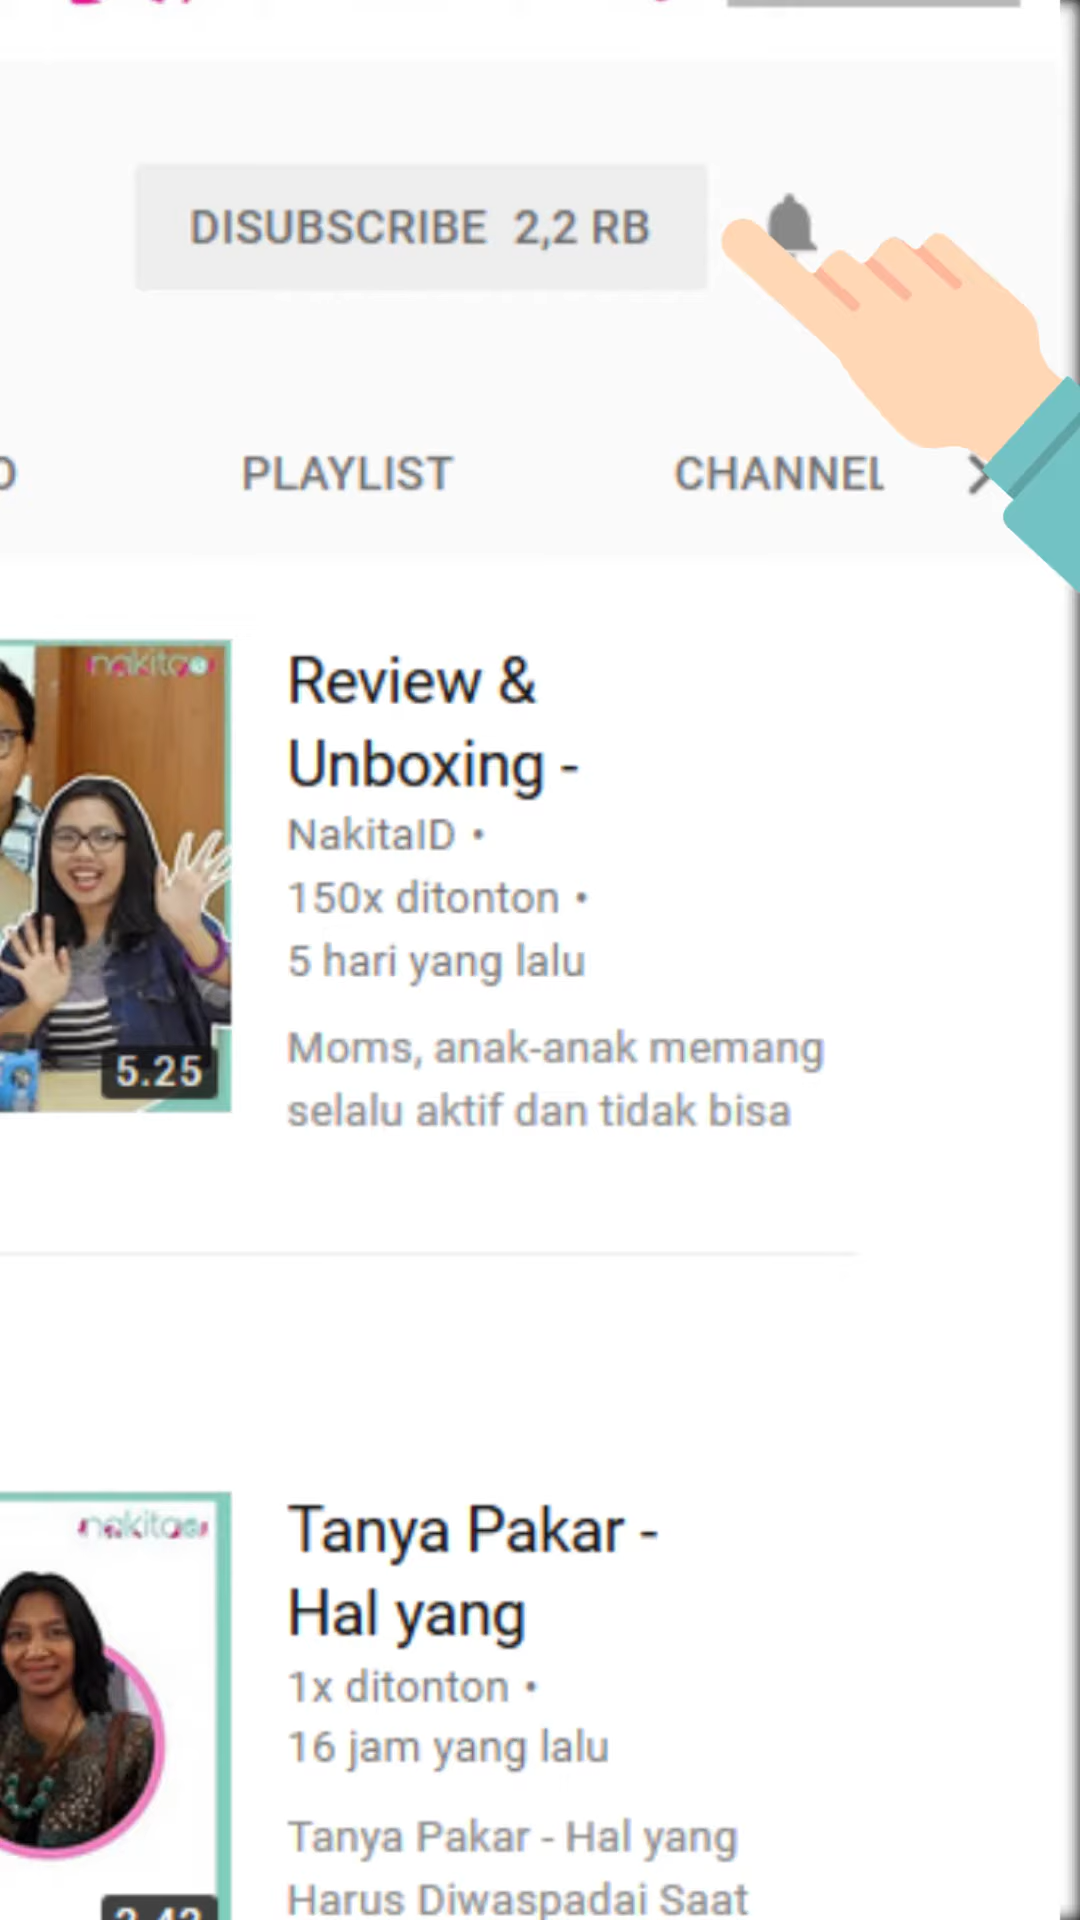 DISUBSCRIBE 2,2 RB
PLAYLIST CHANNEL
nakita
Review &
Unboxing -
NakitaID •
150x ditonton •
5 hari yang lalu
Moms, anak-anak memang
selalu aktif dan tidak bisa
5.25
nakita
Tanya Pakar -
Hal yang
1x ditonton •
16 jam yang lalu
Tanya Pakar - Hal yang
Harus Diwaspadai Saat